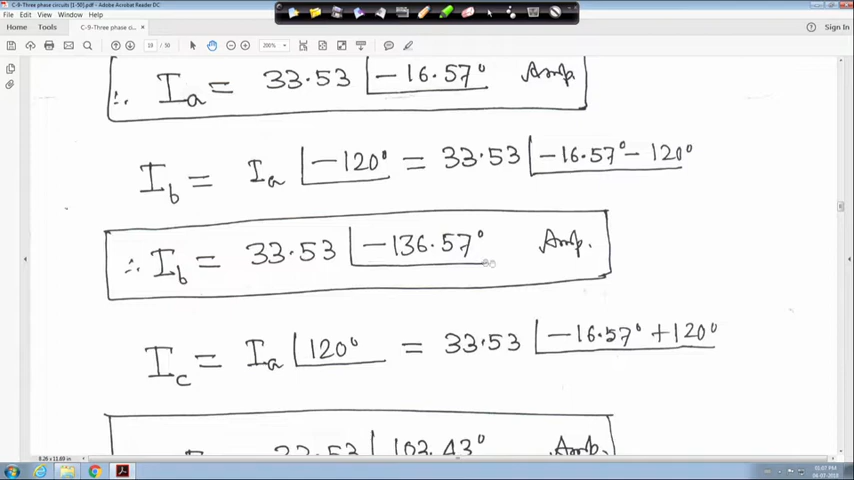 C-9-Three phase circuits [1-50].pdf - Adobe Acrobat Reader DC
File Edit View Window Help
Home Tools C-9-Three phase ci... × Sign In
19 / 50 206%
∴ Ia = 33.53 ∠-16.57° Amp
Ib = Ia ∠-120° = 33.53 ∠-16.57°-120°
∴ Ib = 33.53 ∠-136.57° Amp.
Ic = Ia ∠120° = 33.53 ∠-16.57°+120°
33.53 103.43° Amp.
8.26 x 11.69 in